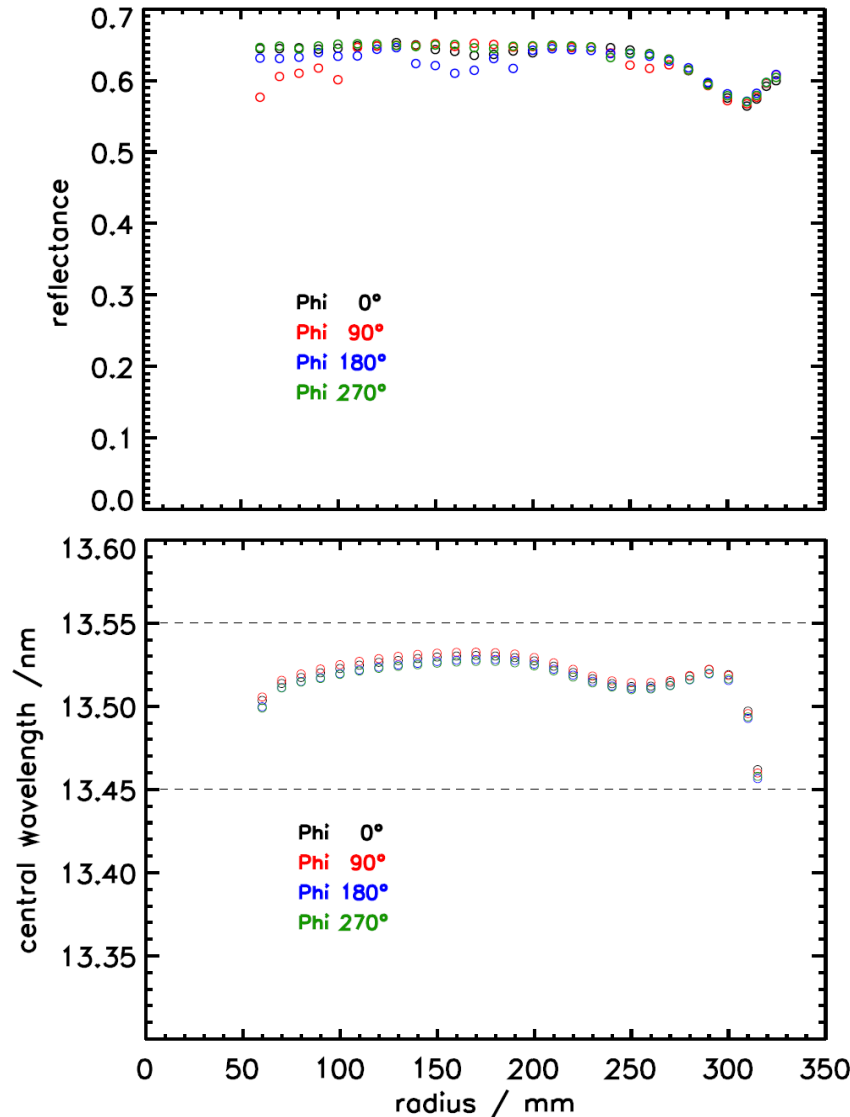 0.7
0.6
0.5
0.4
0.3
0.2
0.1
0.0
reflectance
Phi 0°
Phi 90°
Phi 180°
Phi 270°
13.60
13.55
13.50
13.45
13.40
13.35
central wavelength /nm
Phi 0°
Phi 90°
Phi 180°
Phi 270°
0 50 100 150 200 250 300 350
radius / mm